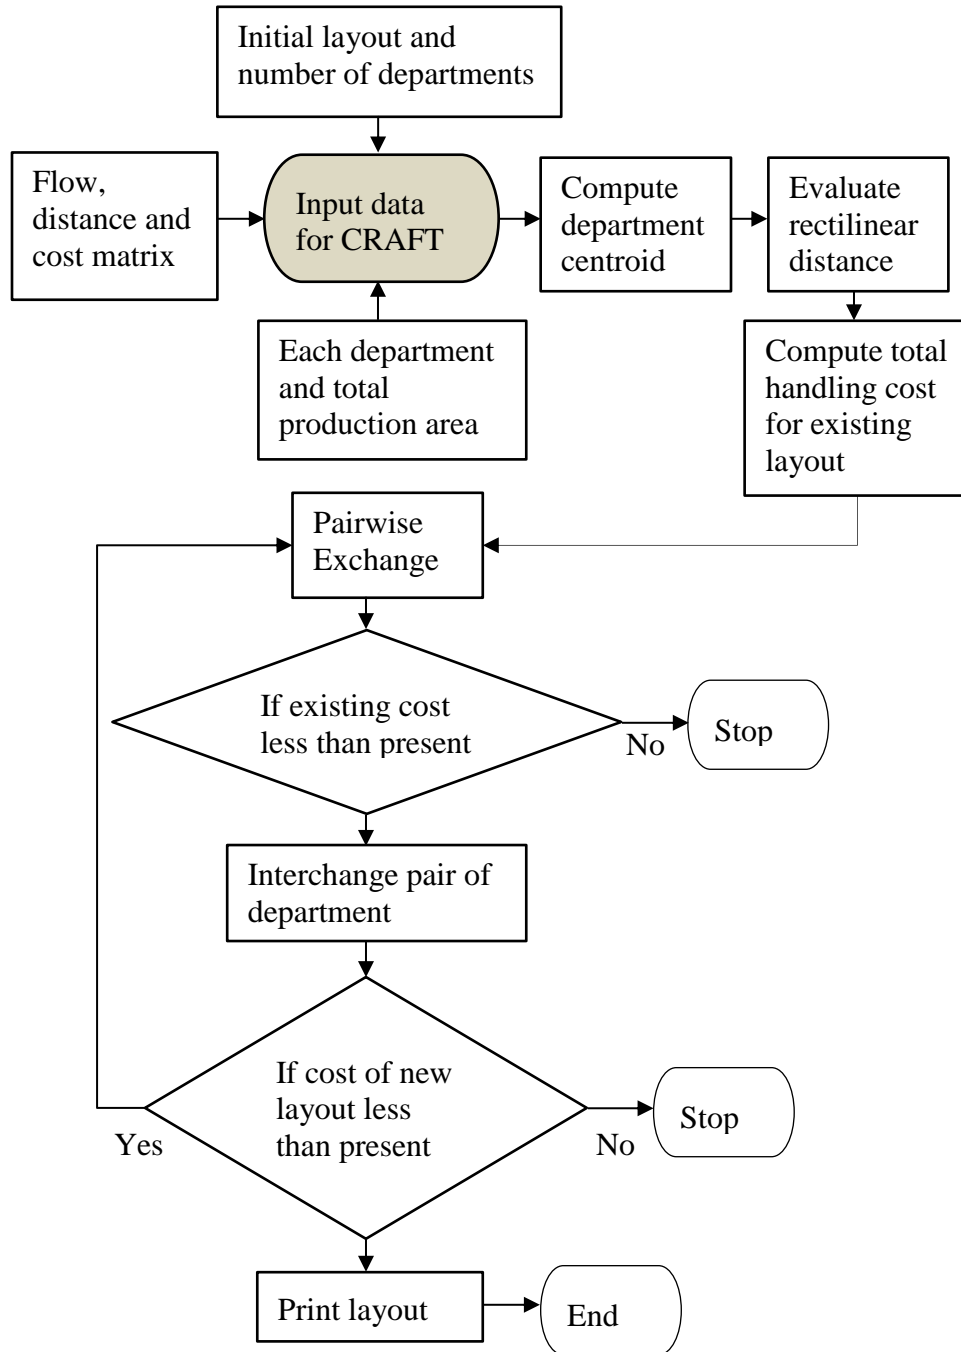 Initial layout and
number of departments
Flow,
distance and
cost matrix
Input data
for CRAFT
Compute
department
centroid
Evaluate
rectilinear
distance
Each department
and total
production area
Compute total
handling cost
for existing
layout
Pairwise
Exchange
If existing cost
less than present
No
Stop
Interchange pair of
department
If cost of new
layout less
than present
Yes
No
Stop
Print layout
End